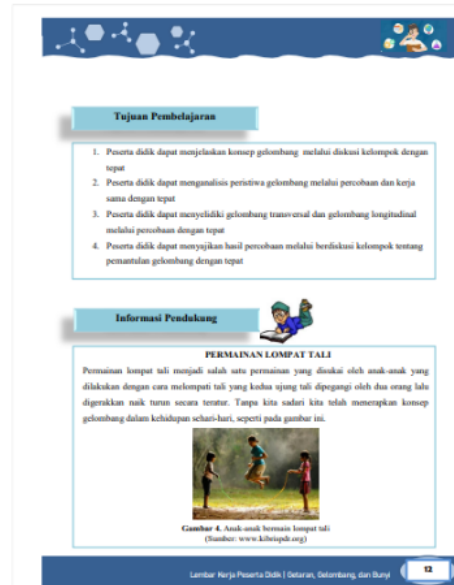 Tujuan Pembelajaran
1. Peserta didik dapat menjelaskan konsep gelombang melalui diskusi kelompok dengan
tepat
2. Peserta didik dapat menganalisis peristiwa gelombang melalui percobaan dan kerja
sama dengan tepat
3. Peserta didik dapat menyelidiki gelombang transversal dan gelombang longitudinal
melalui percobaan dengan tepat
4. Peserta didik dapat menyajikan hasil percobaan melalui berdiskusi kelompok tentang
pemantulan gelombang dengan tepat
Informasi Pendukung
PERMAINAN LOMPAT TALI
Permainan lompat tali menjadi salah satu permainan yang disukai oleh anak-anak yang
dilakukan dengan cara melompati tali yang kedua ujung tali dipegangi oleh dua orang lalu
digerakkan naik turun secara teratur. Tanpa kita sadari kita telah menerapkan konsep
gelombang dalam kehidupan sehari-hari, seperti pada gambar ini.
Gambar 4. Anak-anak bermain lompat tali
(Sumber: www.kibrispdr.org)
Lembar Kerja Peserta Didik | Getaran, Gelombang, dan Bunyi
12